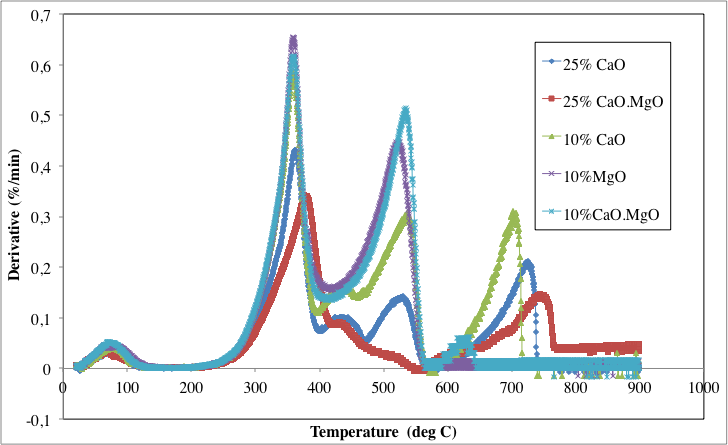 0,7
0,6
0,5
0,4
0,3
0,2
0,1
0
-0,1
Derivative (%/min)
0 100 200 300 400 500 600 700 800 900 1000
Temperature (deg C)
25% CaO
25% CaO.MgO
10% CaO
10%MgO
10%CaO.MgO